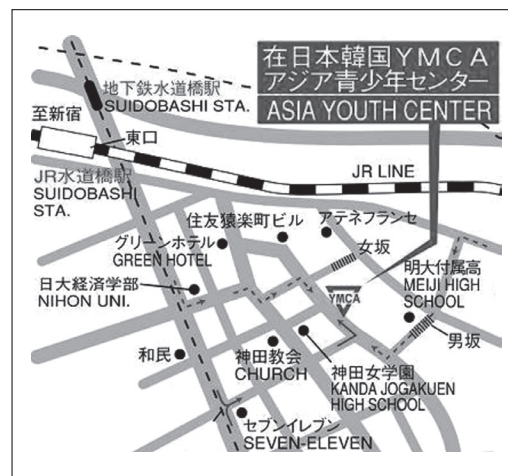 在日本韓国YMCA
アジア青少年センター
ASIA YOUTH CENTER
地下鉄水道橋駅
SUIDOBASHI STA.
至新宿
東口
JR水道橋駅
SUIDOBASHI
STA.
JR LINE
住友猿楽町ビル
アテネフランセ
グリーンホテル
GREEN HOTEL
女坂
日大経済学部
NIHON UNI.
明大付属高
MEIJI HIGH
SCHOOL
YMCA
男坂
和民
神田教会
CHURCH
神田女学園
KANDA JOGAKUEN
HIGH SCHOOL
セブンイレブン
SEVEN-ELEVEN